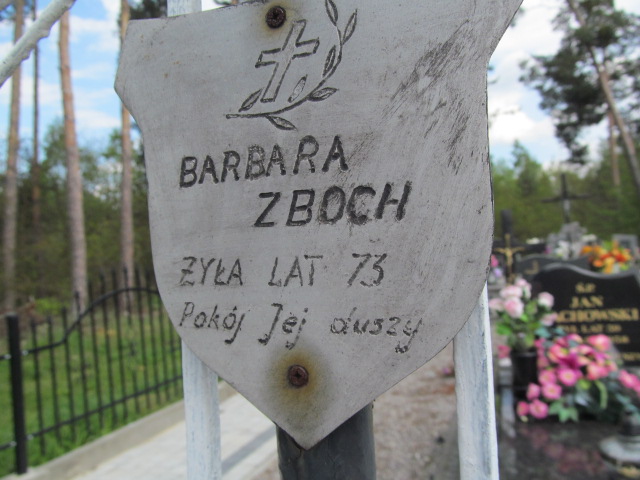 BARBARA
ZBOCH
ŻYŁA LAT 73
Pokój Jej duszy
Ś.P.
JAN